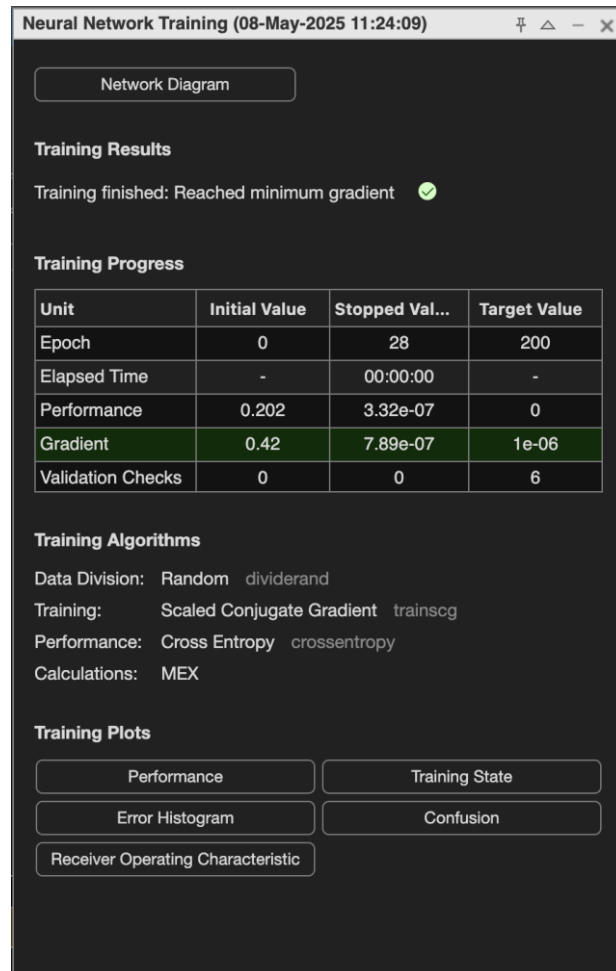 Neural Network Training (08-May-2025 11:24:09)
Network Diagram
Training Results
Training finished: Reached minimum gradient
Training Progress
Unit Initial Value Stopped Val... Target Value
Epoch 0 28 200
Elapsed Time - 00:00:00 -
Performance 0.202 3.32e-07 0
Gradient 0.42 7.89e-07 1e-06
Validation Checks 0 0 6
Training Algorithms
Data Division: Random dividerand
Training: Scaled Conjugate Gradient trainscg
Performance: Cross Entropy crossentropy
Calculations: MEX
Training Plots
Performance Training State
Error Histogram Confusion
Receiver Operating Characteristic